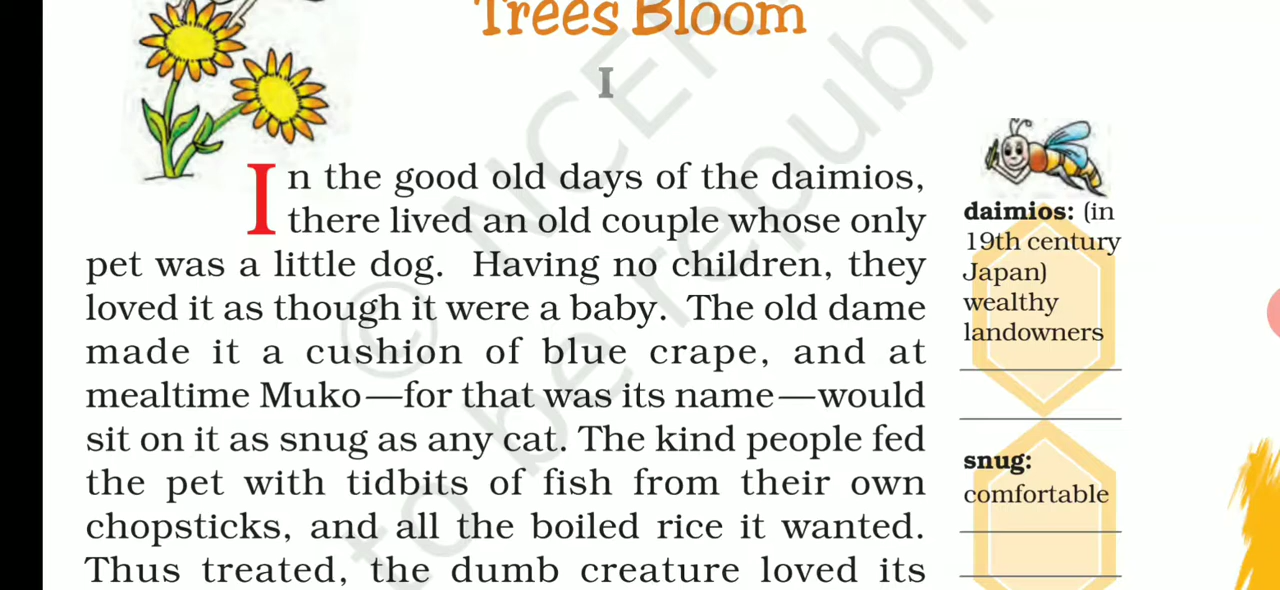 Trees Bloom
I
In the good old days of the daimios,
there lived an old couple whose only
pet was a little dog. Having no children, they
loved it as though it were a baby. The old dame
made it a cushion of blue crape, and at
mealtime Muko—for that was its name—would
sit on it as snug as any cat. The kind people fed
the pet with tidbits of fish from their own
chopsticks, and all the boiled rice it wanted.
Thus treated, the dumb creature loved its
daimios: (in
19th century
Japan)
wealthy
landowners
snug:
comfortable
© NCER
to be republi